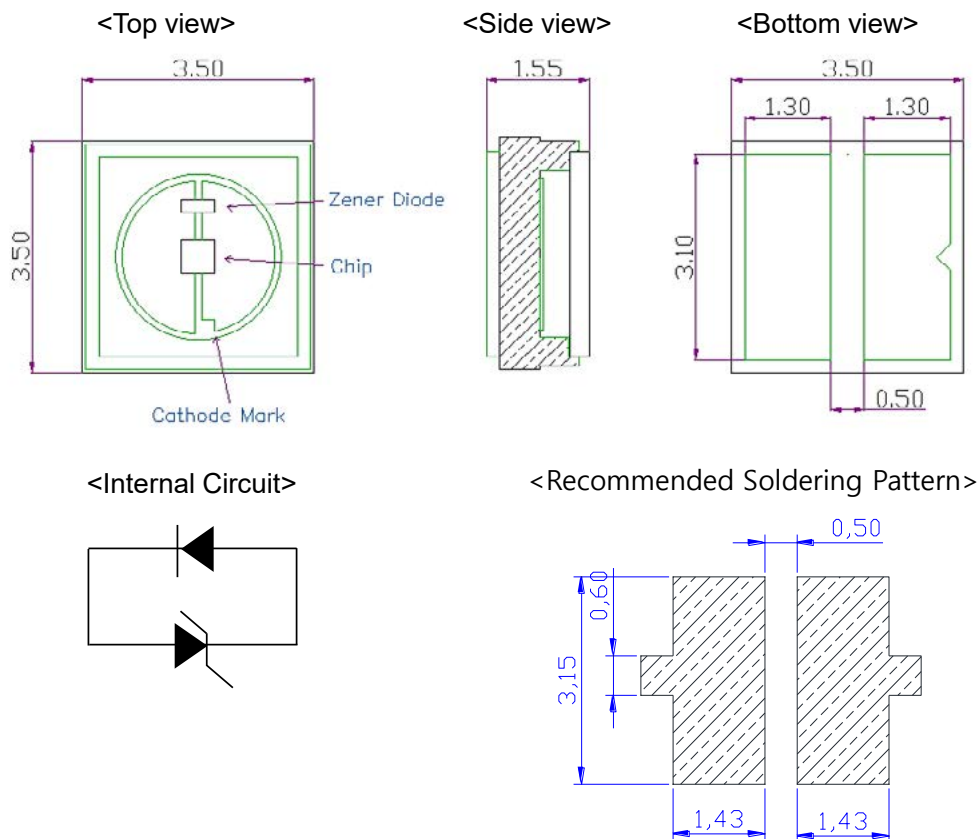 <Top view>
<Side view>
<Bottom view>
3.50
1.55
3.50
1.30
1.30
3.50
Zener Diode
Chip
Cathode Mark
3.10
0.50
<Internal Circuit>
<Recommended Soldering Pattern>
0,50
0,60
3,15
1,43
1,43